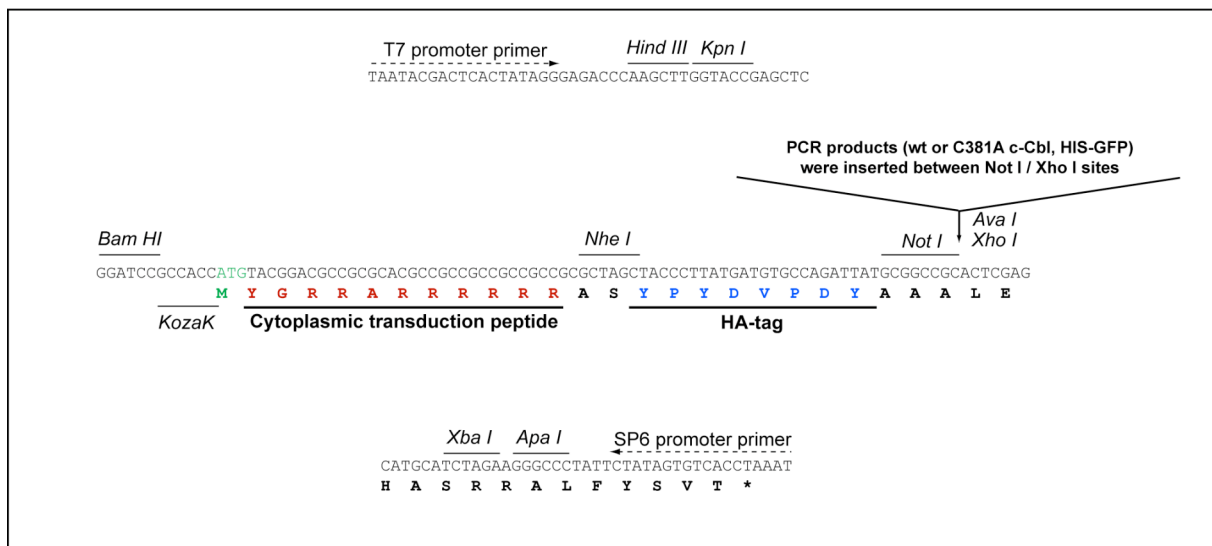 T7 promoter primer
Hind III Kpn I
TAATACGACTCACTATAGGGAGACCCAAGCTTGGTACCGAGCTC
PCR products (wt or C381A c-Cbl, HIS-GFP)
were inserted between Not I / Xho I sites
Ava I
Bam HI Nhe I Not I Xho I
GGATCCGCCACCATGTACGGACGCCGCGCACGCCGCCGCCGCCGCCGCGCTAGCTACCCTTATGATGTGCCAGATTATGCGGCCGCACTCGAG
M Y G R R A R R R R R R A S Y P Y D V P D Y A A A L E
KozaK Cytoplasmic transduction peptide HA-tag
Xba I Apa I SP6 promoter primer
CATGCATCTAGAAGGGCCCTATTCTATAGTGTCACCTAAAT
H A S R R A L F Y S V T *